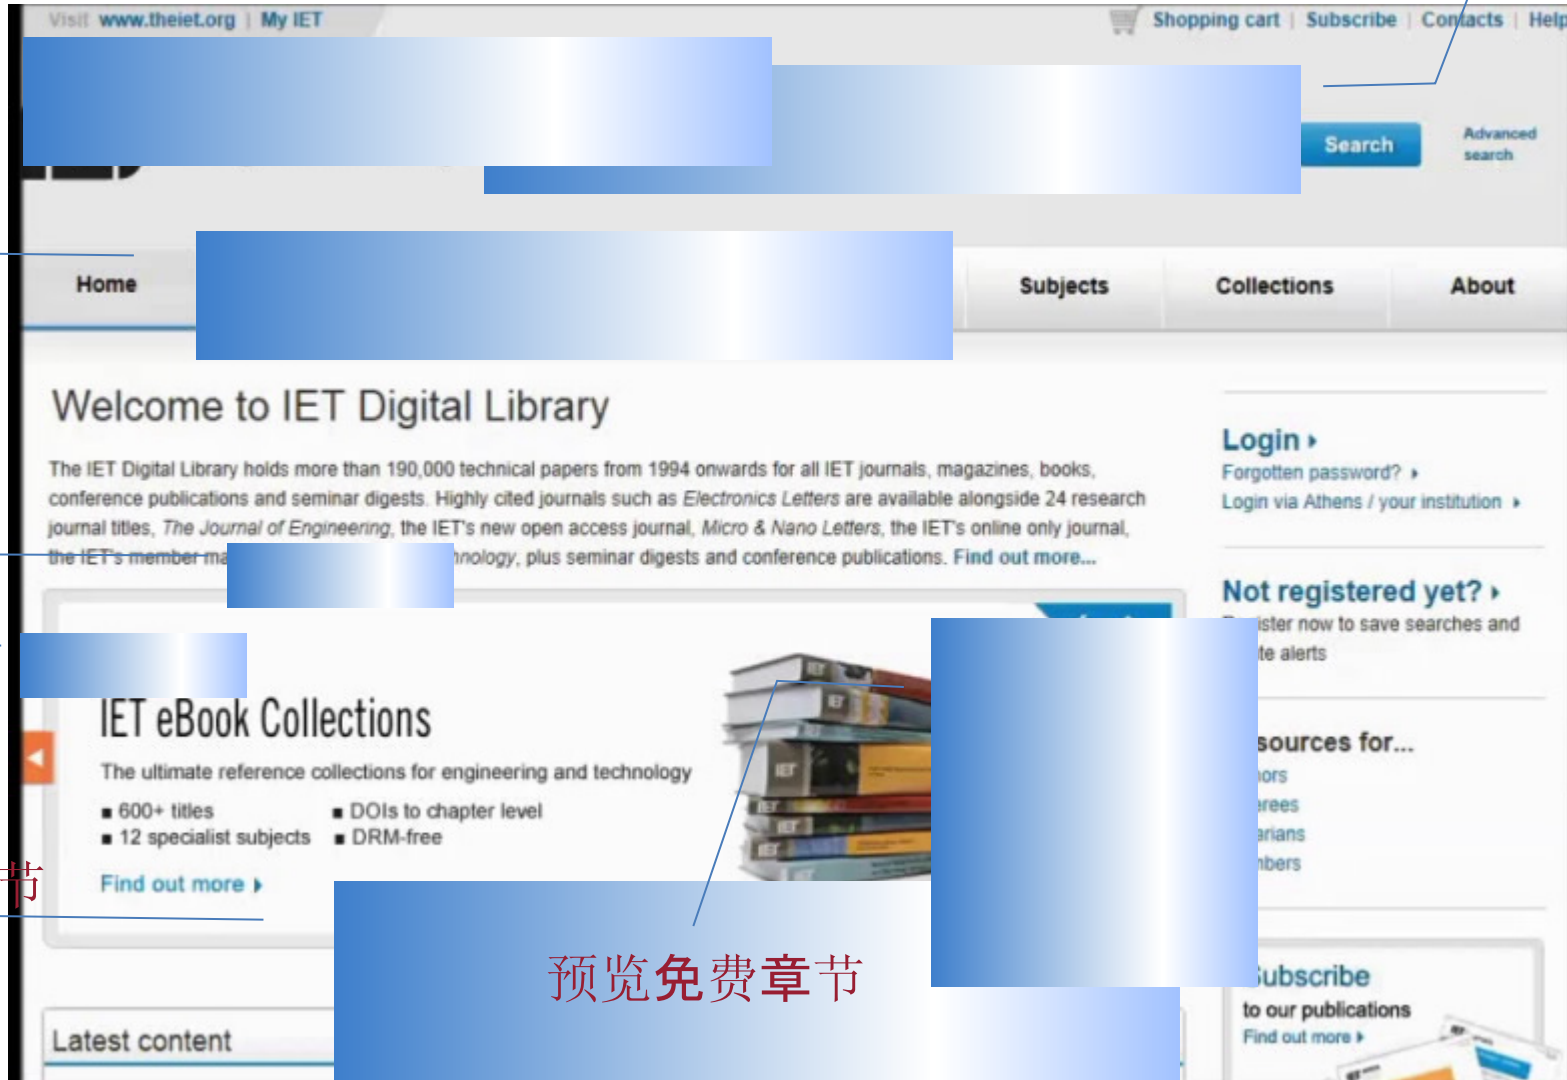 Visit www.theiet.org | My IET
Shopping cart | Subscribe | Contacts | Help
Search
Advanced
search
Home
Subjects
Collections
About
Welcome to IET Digital Library
The IET Digital Library holds more than 190,000 technical papers from 1994 onwards for all IET journals, magazines, books,
conference publications and seminar digests. Highly cited journals such as Electronics Letters are available alongside 24 research
journal titles, The Journal of Engineering, the IET's new open access journal, Micro & Nano Letters, the IET's online only journal,
the IET's member plus seminar digests and conference publications. Find out more...
Login
Forgotten password?
Login via Athens / your institution
Not registered yet?
now to save searches and
alerts
for...
IET eBook Collections
The ultimate reference collections for engineering and technology
■ 600+ titles
■ DOIs to chapter level
■ 12 specialist subjects
■ DRM-free
Find out more
节
预览免费章节
Latest content
Subscribe
to our publications
Find out more